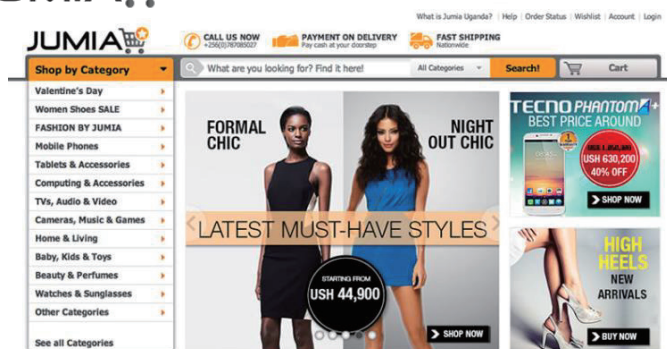 What is Jumia Uganda? | Help | Order Status | Wishlist | Account | Login
JUMIA
CALL US NOW
+256(0)787085027
PAYMENT ON DELIVERY
Pay cash at your doorstep
FAST SHIPPING
Nationwide
Shop by Category
What are you looking for? Find it here!
All Categories
Search!
Cart
Valentine's Day
Women Shoes SALE
FASHION BY JUMIA
Mobile Phones
Tablets & Accessories
Computing & Accessories
TVs, Audio & Video
Cameras, Music & Games
Home & Living
Baby, Kids & Toys
Beauty & Perfumes
Watches & Sunglasses
Other Categories
See all Categories
FORMAL
CHIC
NIGHT
OUT CHIC
LATEST MUST-HAVE STYLES
STARTING FROM
USH 44,900
SHOP NOW
TECNO PHANTOM A+
BEST PRICE AROUND
USH 630,200
40% OFF
SHOP NOW
HIGH
HEELS
NEW
ARRIVALS
BUY NOW